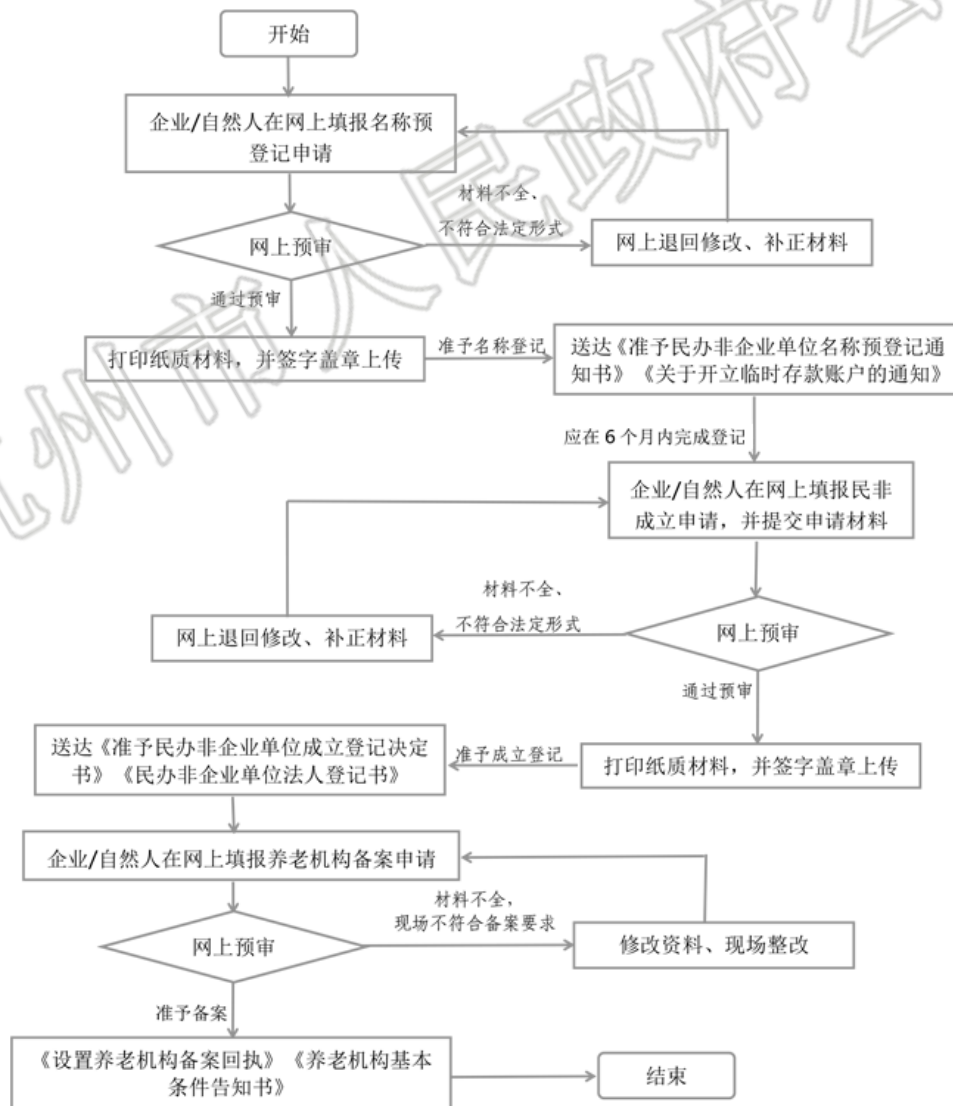 开始
企业/自然人在网上填报名称预
登记申请
材料不全、
不符合法定形式
网上预审
网上退回修改、补正材料
通过预审
打印纸质材料，并签字盖章上传
准予名称登记
送达《准予民办非企业单位名称预登记通
知书》《关于开立临时存款账户的通知》
应在 6 个月内完成登记
企业/自然人在网上填报民非
成立申请，并提交申请材料
材料不全、
不符合法定形式
网上退回修改、补正材料
网上预审
通过预审
送达《准予民办非企业单位成立登记决定
书》《民办非企业单位法人登记书》
准予成立登记
打印纸质材料，并签字盖章上传
企业/自然人在网上填报养老机构备案申请
材料不全，
现场不符合备案要求
网上预审
修改资料、现场整改
准予备案
《设置养老机构备案回执》《养老机构基本
条件告知书》
结束
杭州市人民政府公